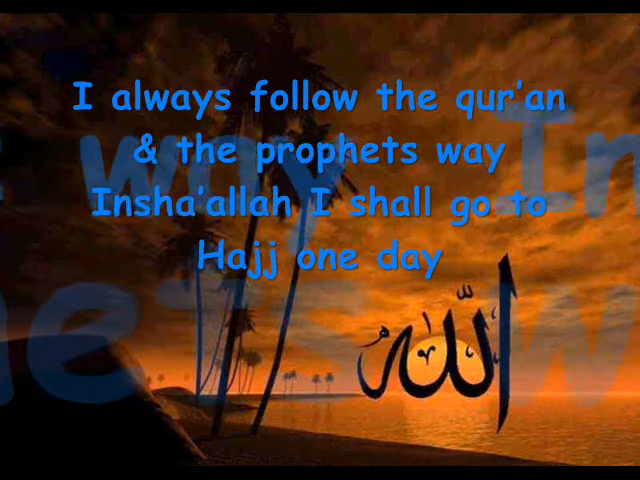 I always follow the qur’an
& the prophets way
Insha’allah I shall go to
Hajj one day
الله